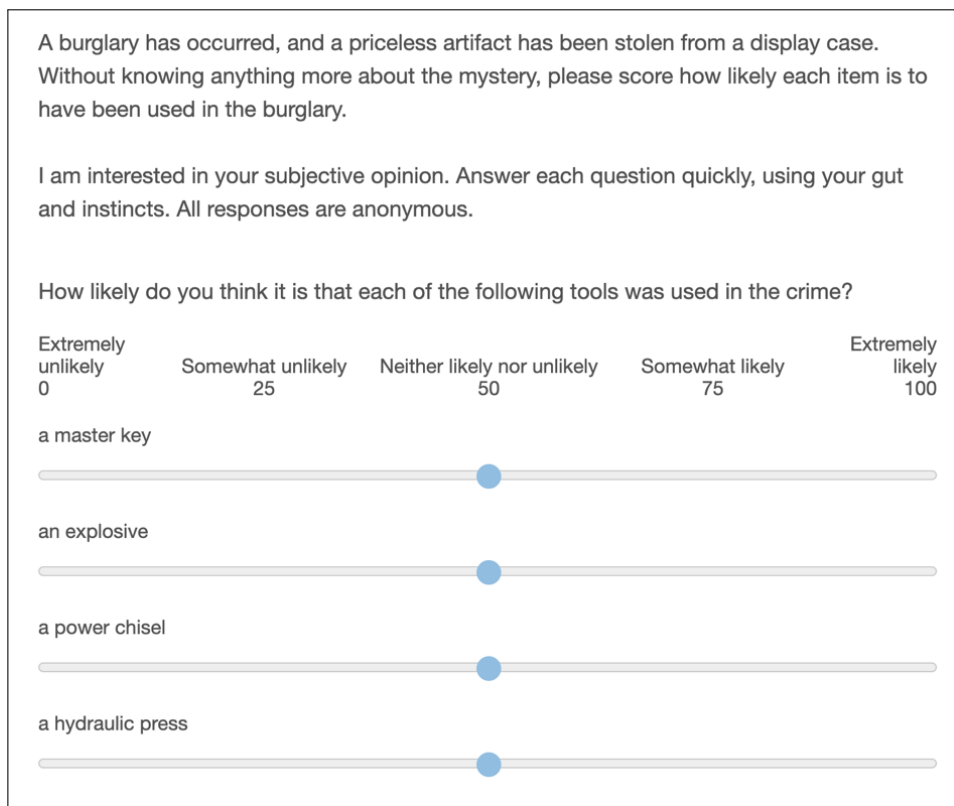 A burglary has occurred, and a priceless artifact has been stolen from a display case.
Without knowing anything more about the mystery, please score how likely each item is to
have been used in the burglary.
I am interested in your subjective opinion. Answer each question quickly, using your gut
and instincts. All responses are anonymous.
How likely do you think it is that each of the following tools was used in the crime?
Extremely unlikely Somewhat unlikely Neither likely nor unlikely Somewhat likely Extremely likely
0 25 50 75 100
a master key
an explosive
a power chisel
a hydraulic press